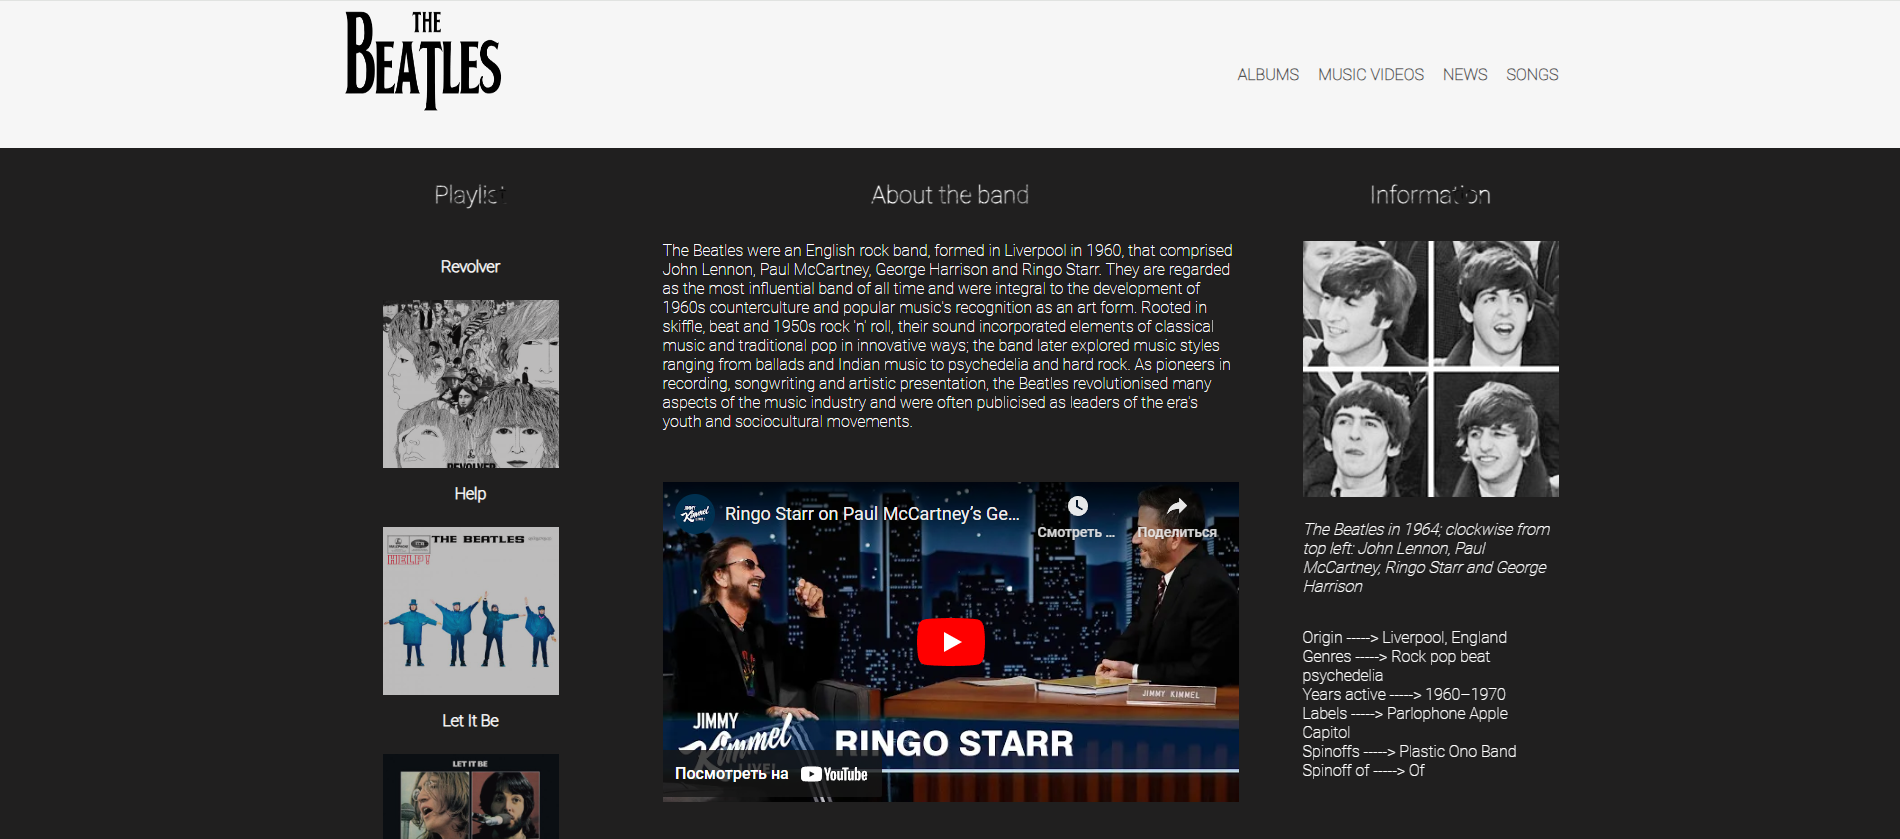 THE
BEATLES
ALBUMS MUSIC VIDEOS NEWS SONGS
Playlist
Revolver
REVOLVER
Help
THE BEATLES
HELP!
Let It Be
LET IT BE
About the band
The Beatles were an English rock band, formed in Liverpool in 1960, that comprised
John Lennon, Paul McCartney, George Harrison and Ringo Starr. They are regarded
as the most influential band of all time and were integral to the development of
1960s counterculture and popular music's recognition as an art form. Rooted in
skiffle, beat and 1950s rock 'n' roll, their sound incorporated elements of classical
music and traditional pop in innovative ways; the band later explored music styles
ranging from ballads and Indian music to psychedelia and hard rock. As pioneers in
recording, songwriting and artistic presentation, the Beatles revolutionised many
aspects of the music industry and were often publicised as leaders of the era's
youth and sociocultural movements.
JIMMY
Kimmel
Ringo Starr on Paul McCartney's Ge...
Смотреть ...
Поделиться
JIMMY KIMMEL
JIMMY
Kimmel
LIVE!
RINGO STARR
Посмотреть на YouTube
Information
The Beatles in 1964; clockwise from
top left: John Lennon, Paul
McCartney, Ringo Starr and George
Harrison
Origin -----> Liverpool, England
Genres -----> Rock pop beat
psychedelia
Years active -----> 1960–1970
Labels -----> Parlophone Apple
Capitol
Spinoffs -----> Plastic Ono Band
Spinoff of -----> Of